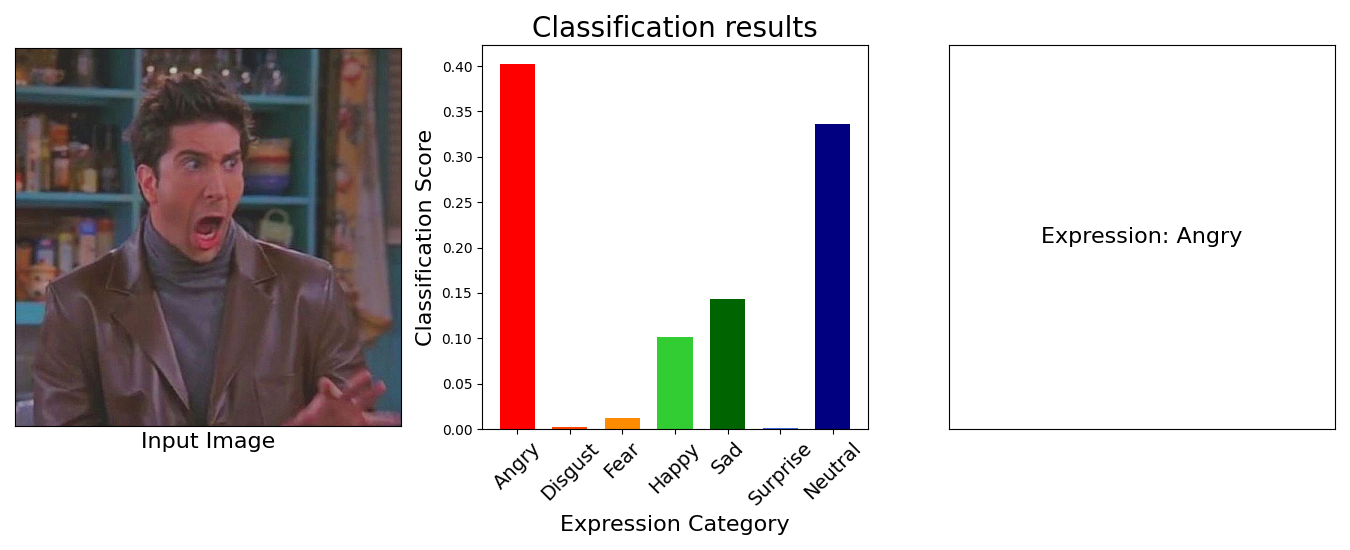 Classification results
Input Image
Classification Score
0.40
0.35
0.30
0.25
0.20
0.15
0.10
0.05
0.00
Angry
Disgust
Fear
Happy
Sad
Surprise
Neutral
Expression Category
Expression: Angry